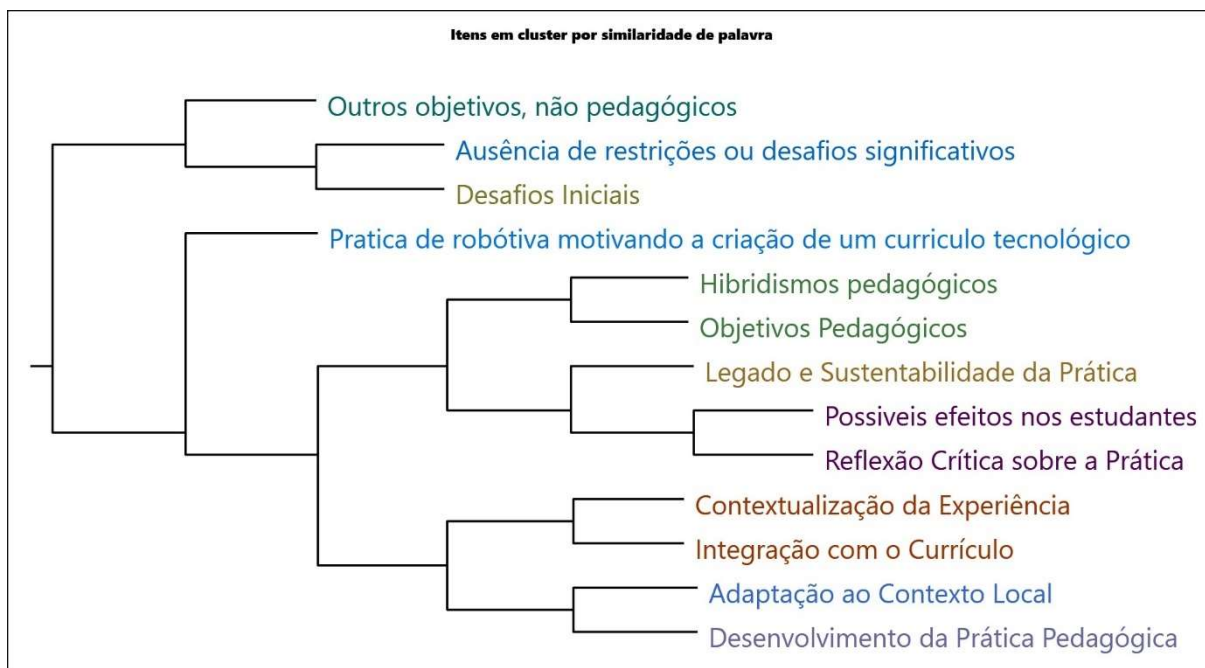 Itens em cluster por similaridade de palavra
Outros objetivos, não pedagógicos
Ausência de restrições ou desafios significativos
Desafios Iniciais
Pratica de robótiva motivando a criação de um curriculo tecnológico
Hibridismos pedagógicos
Objetivos Pedagógicos
Legado e Sustentabilidade da Prática
Possiveis efeitos nos estudantes
Reflexão Crítica sobre a Prática
Contextualização da Experiência
Integração com o Currículo
Adaptação ao Contexto Local
Desenvolvimento da Prática Pedagógica